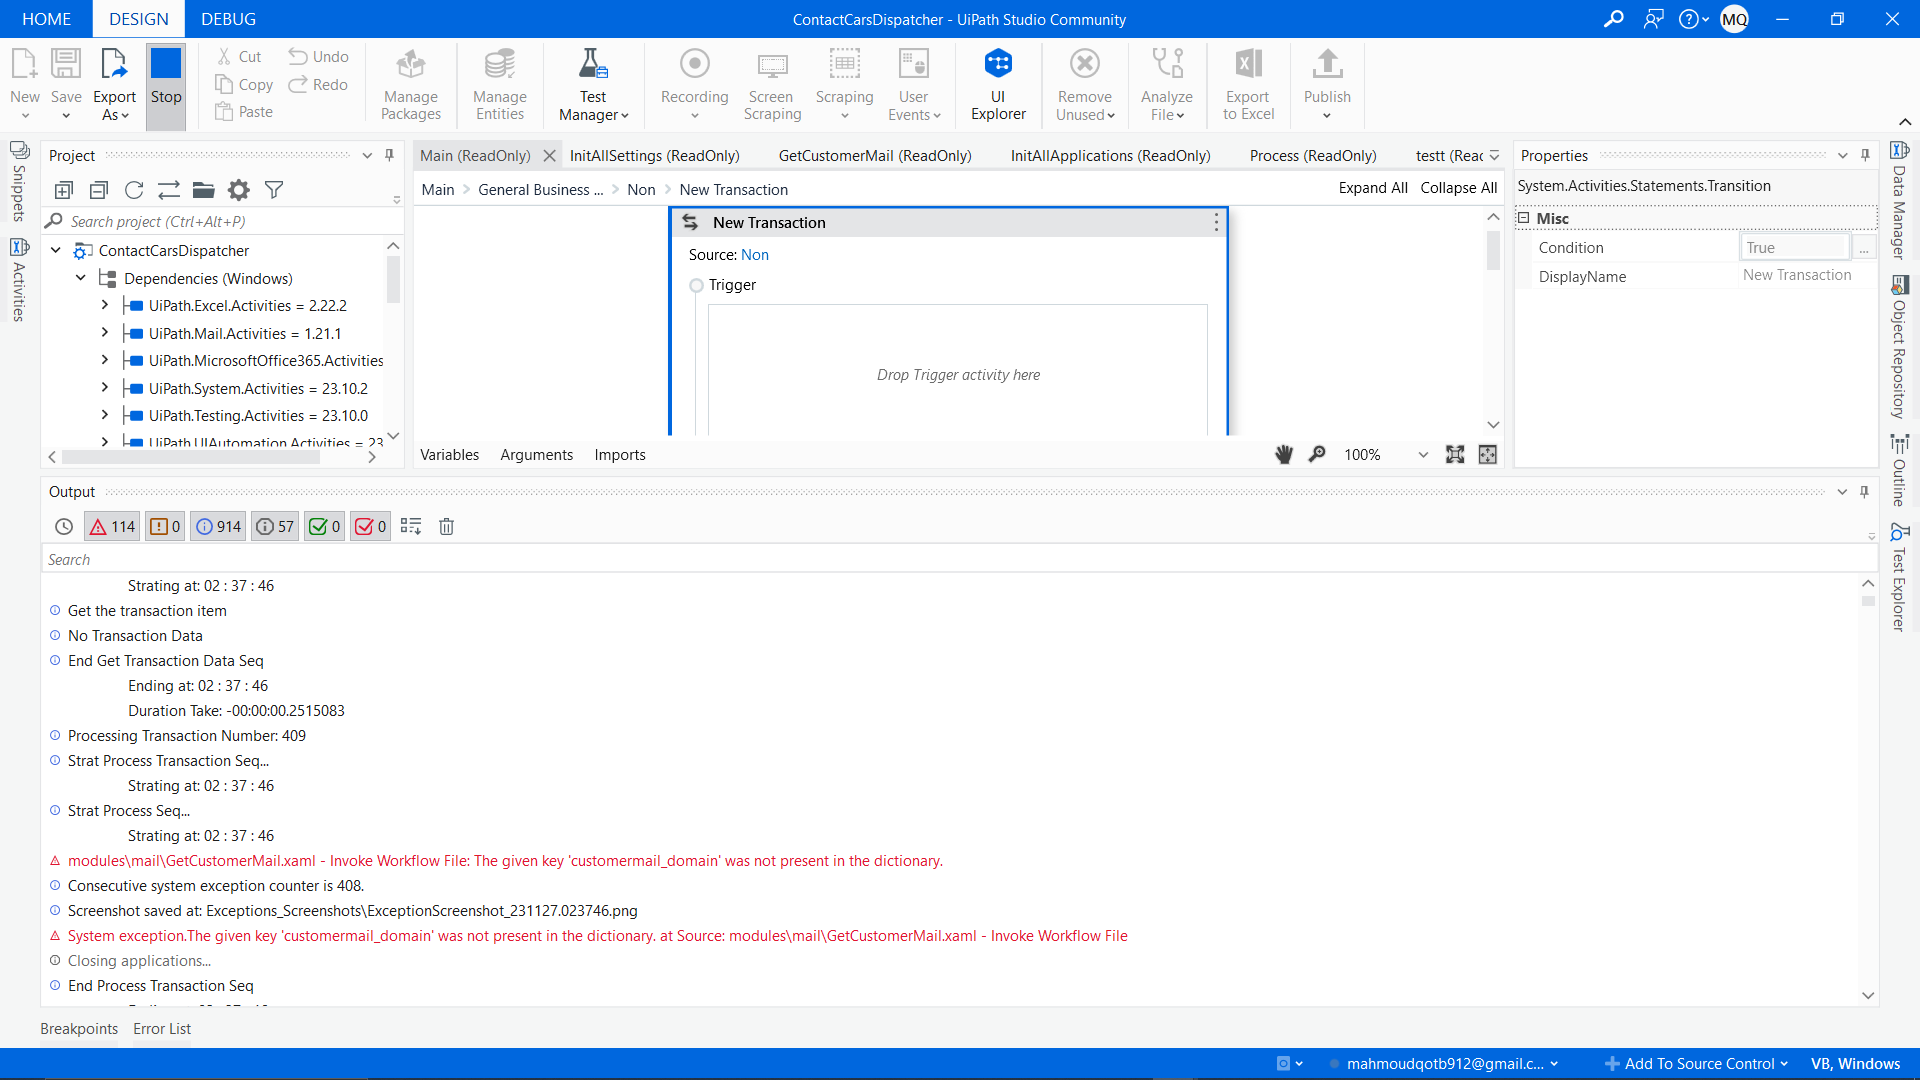 HOME DESIGN DEBUG
ContactCarsDispatcher - UiPath Studio Community
MQ
New
Save
Export As
Stop
Cut
Copy
Paste
Undo
Redo
Manage Packages
Manage Entities
Test Manager
Recording
Screen Scraping
Scraping
User Events
UI Explorer
Remove Unused
Analyze File
Export to Excel
Publish
Snippets
Activities
Project
Search project (Ctrl+Alt+P)
ContactCarsDispatcher
Dependencies (Windows)
UiPath.Excel.Activities = 2.22.2
UiPath.Mail.Activities = 1.21.1
UiPath.MicrosoftOffice365.Activities
UiPath.System.Activities = 23.10.2
UiPath.Testing.Activities = 23.10.0
UiPath.UIAutomation.Activities = 23
Main (ReadOnly) InitAllSettings (ReadOnly) GetCustomerMail (ReadOnly) InitAllApplications (ReadOnly) Process (ReadOnly) testt (Read
Main > General Business ... > Non > New Transaction
Expand All Collapse All
New Transaction
Source: Non
Trigger
Drop Trigger activity here
Variables Arguments Imports
100%
Properties
System.Activities.Statements.Transition
Misc
Condition True ...
DisplayName New Transaction
Data Manager
Object Repository
Outline
Test Explorer
Output
114 0 914 57 0 0
Search
Strating at: 02 : 37 : 46
Get the transaction item
No Transaction Data
End Get Transaction Data Seq
Ending at: 02 : 37 : 46
Duration Take: -00:00:00.2515083
Processing Transaction Number: 409
Strat Process Transaction Seq...
Strating at: 02 : 37 : 46
Strat Process Seq...
Strating at: 02 : 37 : 46
modules\mail\GetCustomerMail.xaml - Invoke Workflow File: The given key 'customermail_domain' was not present in the dictionary.
Consecutive system exception counter is 408.
Screenshot saved at: Exceptions_Screenshots\ExceptionScreenshot_231127.023746.png
System exception.The given key 'customermail_domain' was not present in the dictionary. at Source: modules\mail\GetCustomerMail.xaml - Invoke Workflow File
Closing applications...
End Process Transaction Seq
Breakpoints Error List
mahmoudqotb912@gmail.c...
Add To Source Control
VB, Windows